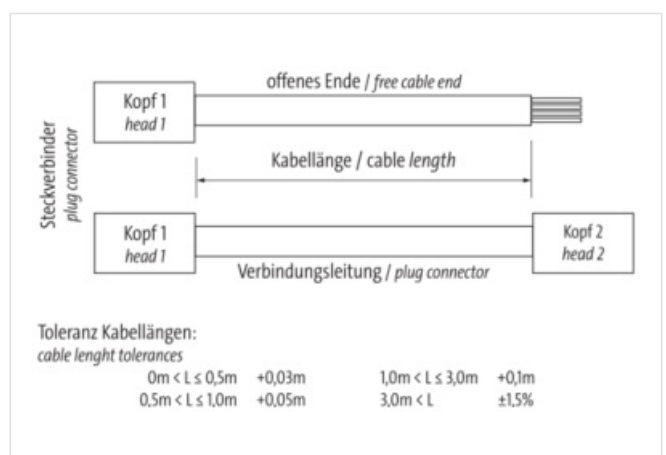 offenes Ende / free cable end
Kopf 1
head 1
Steckverbinder
plug connector
Kabellänge / cable length
Kopf 1
head 1
Kopf 2
head 2
Verbindungsleitung / plug connector
Toleranz Kabellängen:
cable lenght tolerances
0m < L ≤ 0,5m +0,03m 1,0m < L ≤ 3,0m +0,1m
0,5m < L ≤ 1,0m +0,05m 3,0m < L ±1,5%